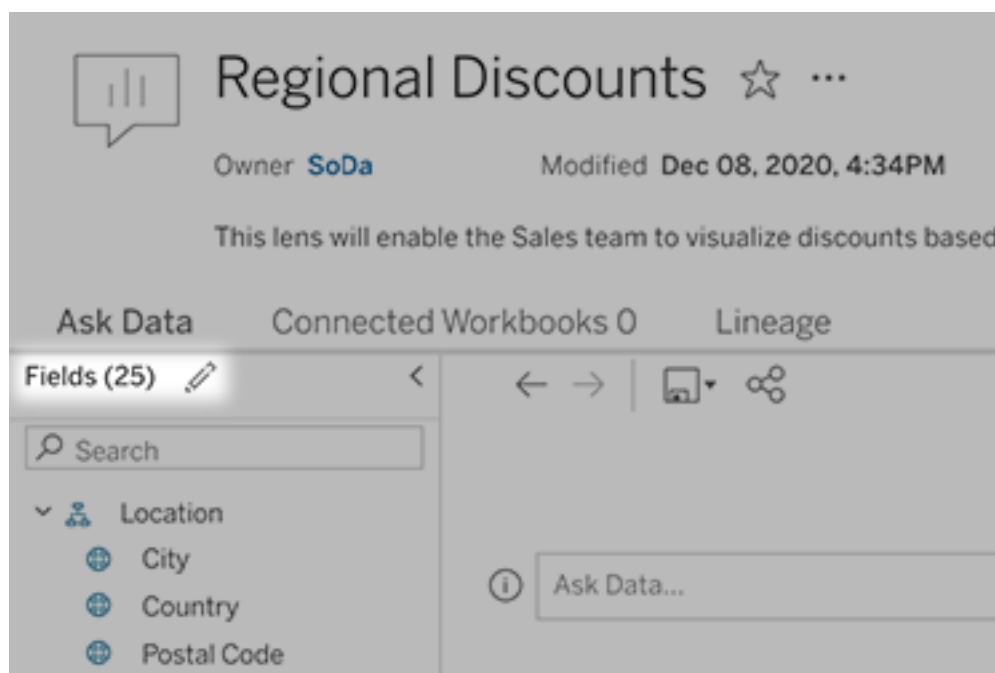 Regional Discounts
Owner SoDa Modified Dec 08, 2020, 4:34PM
This lens will enable the Sales team to visualize discounts based
Ask Data Connected Workbooks 0 Lineage
Fields (25)
Search
Location
City
Country
Postal Code
Ask Data...